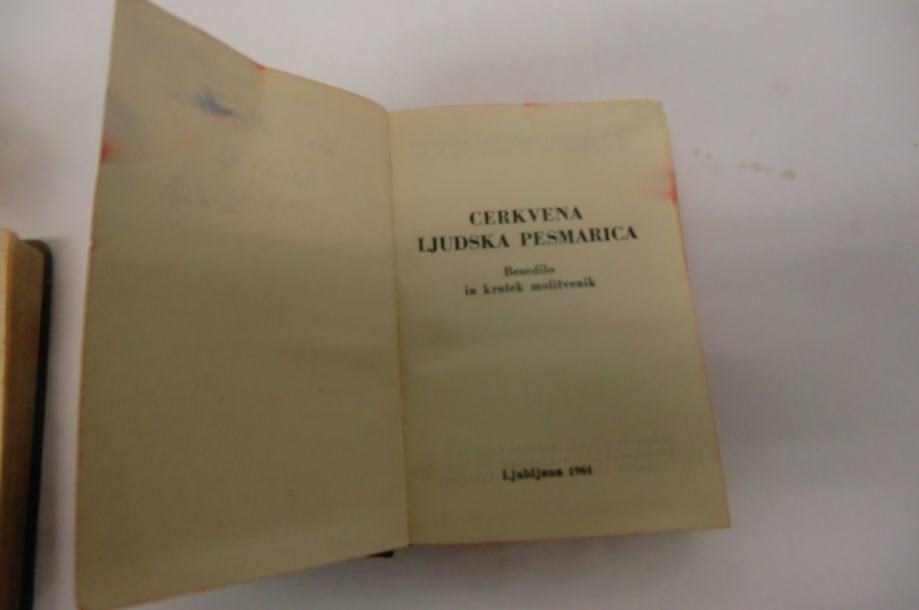 CERKVENA
LJUDSKA PESMARICA
Besedilo
in kratek molitvenik
Ljubljana 1961